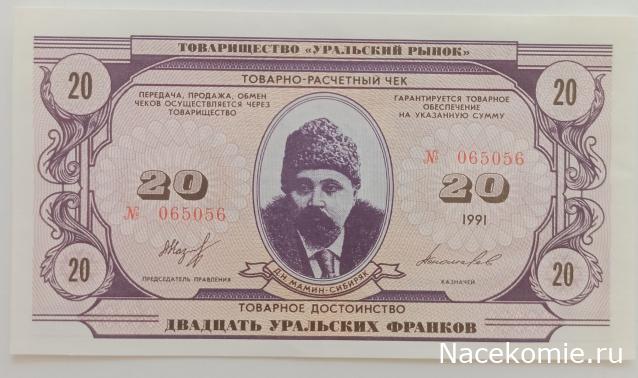 ТОВАРИЩЕСТВО «УРАЛЬСКИЙ РЫНОК»
ТОВАРНО-РАСЧЕТНЫЙ ЧЕК
20
20
ПЕРЕДАЧА, ПРОДАЖА, ОБМЕН
ЧЕКОВ ОСУЩЕСТВЛЯЕТСЯ ЧЕРЕЗ
ТОВАРИЩЕСТВО
ГАРАНТИРУЕТСЯ ТОВАРНОЕ
ОБЕСПЕЧЕНИЕ
НА УКАЗАННУЮ СУММУ
№ 065056
20
20
№ 065056
1991
ПРЕДСЕДАТЕЛЬ ПРАВЛЕНИЯ
КАЗНАЧЕЙ
20
20
Д.Н. МАМИН-СИБИРЯК
ТОВАРНОЕ ДОСТОИНСТВО
ДВАДЦАТЬ УРАЛЬСКИХ ФРАНКОВ
Nacekomie.ru